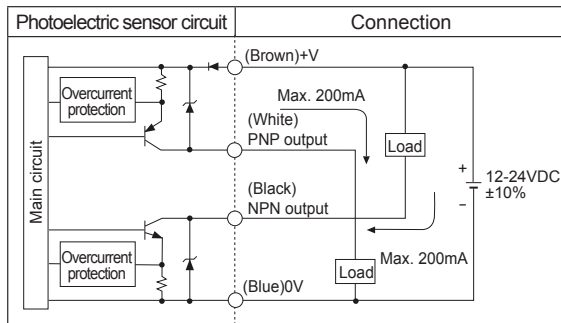 Photoelectric sensor circuit
Connection
(Brown)+V
Overcurrent
protection
Max. 200mA
(White)
PNP output
Load
Main circuit
+
12-24VDC
±10%
−
(Black)
NPN output
Overcurrent
protection
Max. 200mA
Load
(Blue)0V